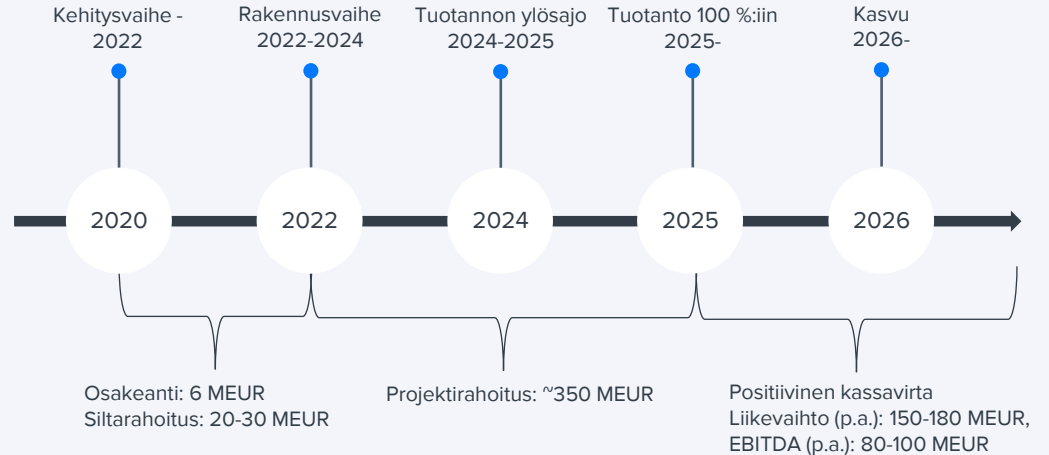 Kehitysvaihe -
2022
Rakennusvaihe
2022-2024
Tuotannon ylösajo
2024-2025
Tuotanto 100 %:iin
2025-
Kasvu
2026-
2020
2022
2024
2025
2026
Osakeanti: 6 MEUR
Siltarahoitus: 20-30 MEUR
Projektirahoitus: ~350 MEUR
Positiivinen kassavirta
Liikevaihto (p.a.): 150-180 MEUR,
EBITDA (p.a.): 80-100 MEUR